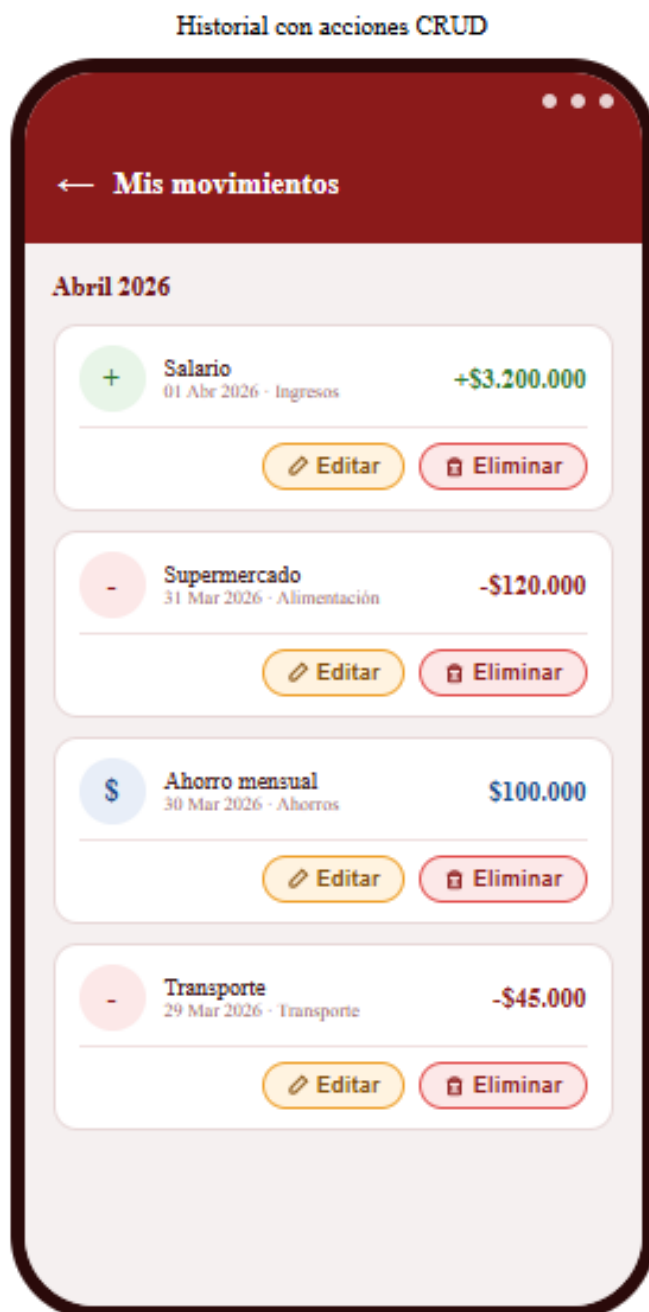 Historial con acciones CRUD
← Mis movimientos
Abril 2026
+ Salario +$3.200.000
01 Abr 2026 · Ingresos
Editar Eliminar
- Supermercado -$120.000
31 Mar 2026 · Alimentación
Editar Eliminar
$ Ahorro mensual $100.000
30 Mar 2026 · Ahorros
Editar Eliminar
- Transporte -$45.000
29 Mar 2026 · Transporte
Editar Eliminar